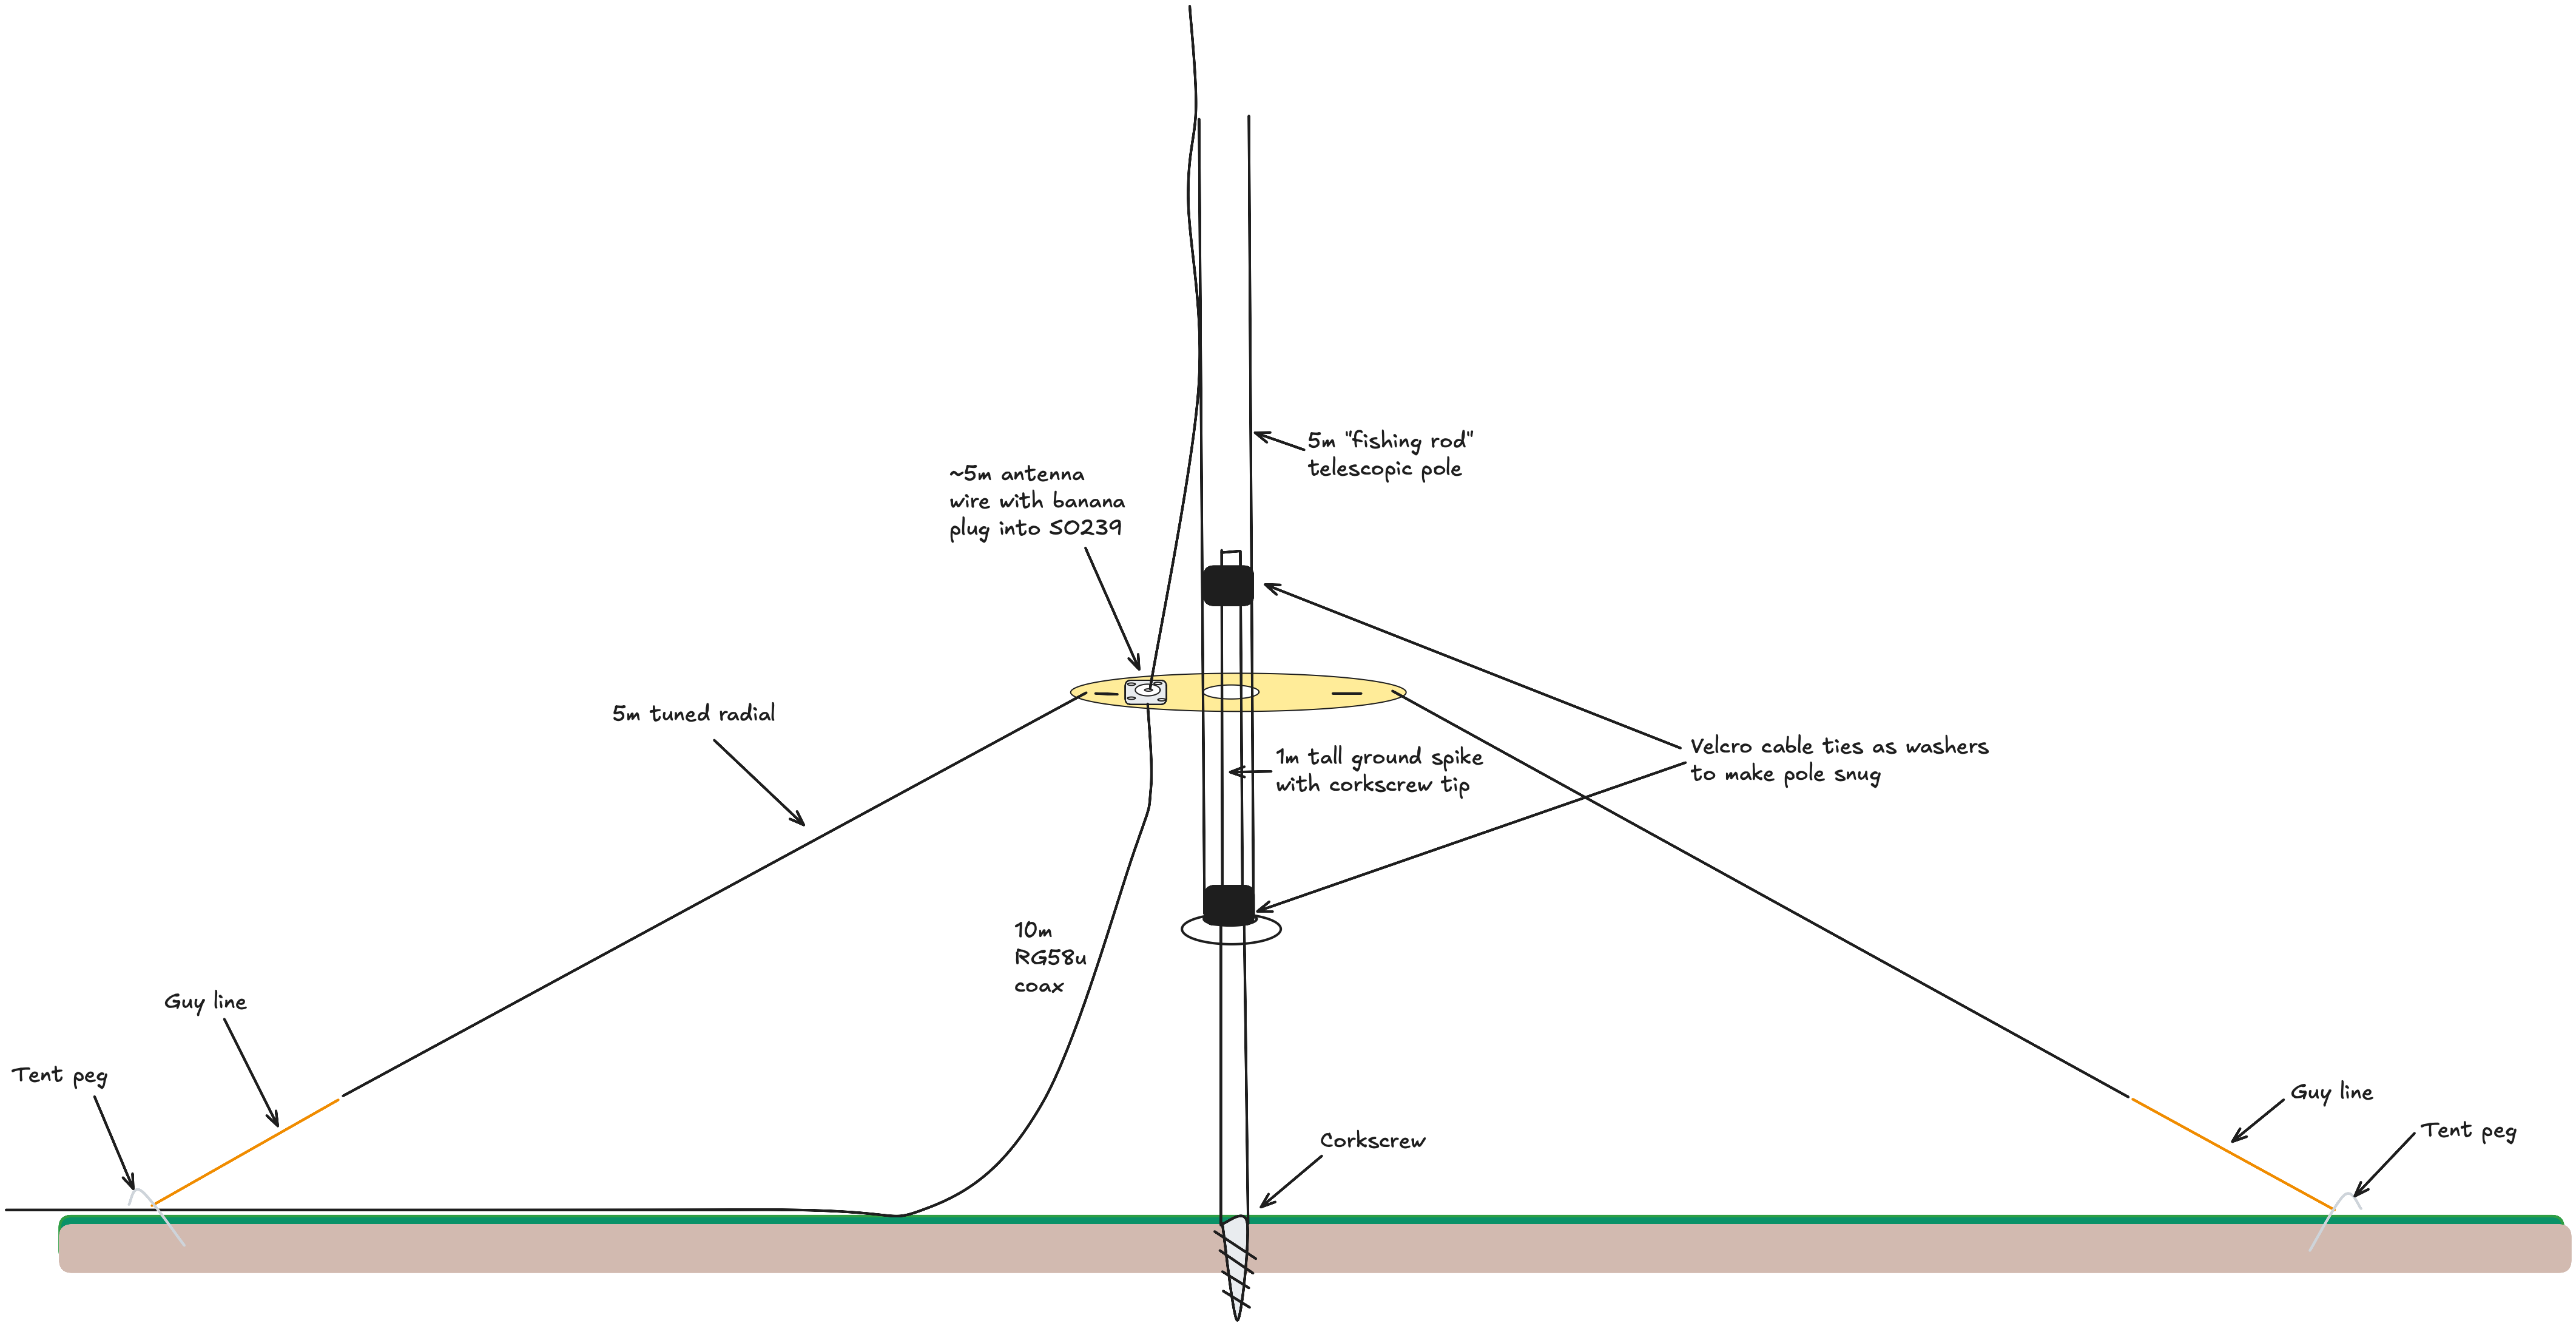 5m "fishing rod"
telescopic pole
~5m antenna
wire with banana
plug into SO239
5m tuned radial
1m tall ground spike
with corkscrew tip
Velcro cable ties as washers
to make pole snug
10m
RG58u
coax
Guy line
Tent peg
Corkscrew
Guy line
Tent peg